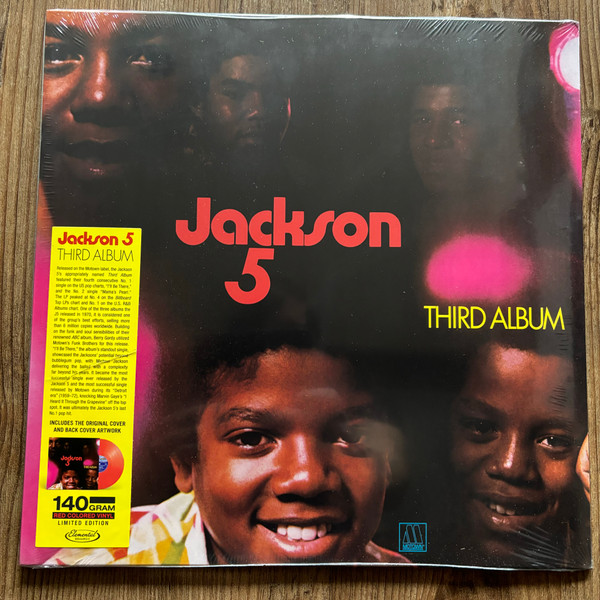 Jackson
5
THIRD ALBUM
Jackson 5
THIRD ALBUM
Released on the Motown label, the Jackson
5's appropriately named Third Album
featured their fourth consecutive No. 1
single on the US pop charts, "I'll Be There,"
and the No. 2 single "Mama's Pearl."
The LP peaked at No. 4 on the Billboard
Top LPs chart and No. 1 on the U.S. R&B
Albums chart. One of three albums the
J5 released in 1970, it is considered one
of the group's best efforts, selling more
than 6 million copies worldwide. Building
on the funk and soul sensibilities of their
renowned ABC album, Berry Gordy utilized
Motown's Funk Brothers for this release.
"I'll Be There," the album's standout single,
showcased the Jacksons' potential beyond
bubblegum pop, with Michael Jackson
delivering the ballad with a complexity
far beyond his years. It became the most
successful single ever released by the
Jackson 5 and the most successful single
released by Motown during its "Detroit
era" (1959–72), knocking Marvin Gaye's "I
Heard It Through the Grapevine" off the top
spot. It was ultimately the Jackson 5's last
No.1 pop hit.
INCLUDES THE ORIGINAL COVER
AND BACK COVER ARTWORK
Jackson
5
140 GRAM
RED COLORED VINYL
LIMITED EDITION
Elemental
MOTOWN